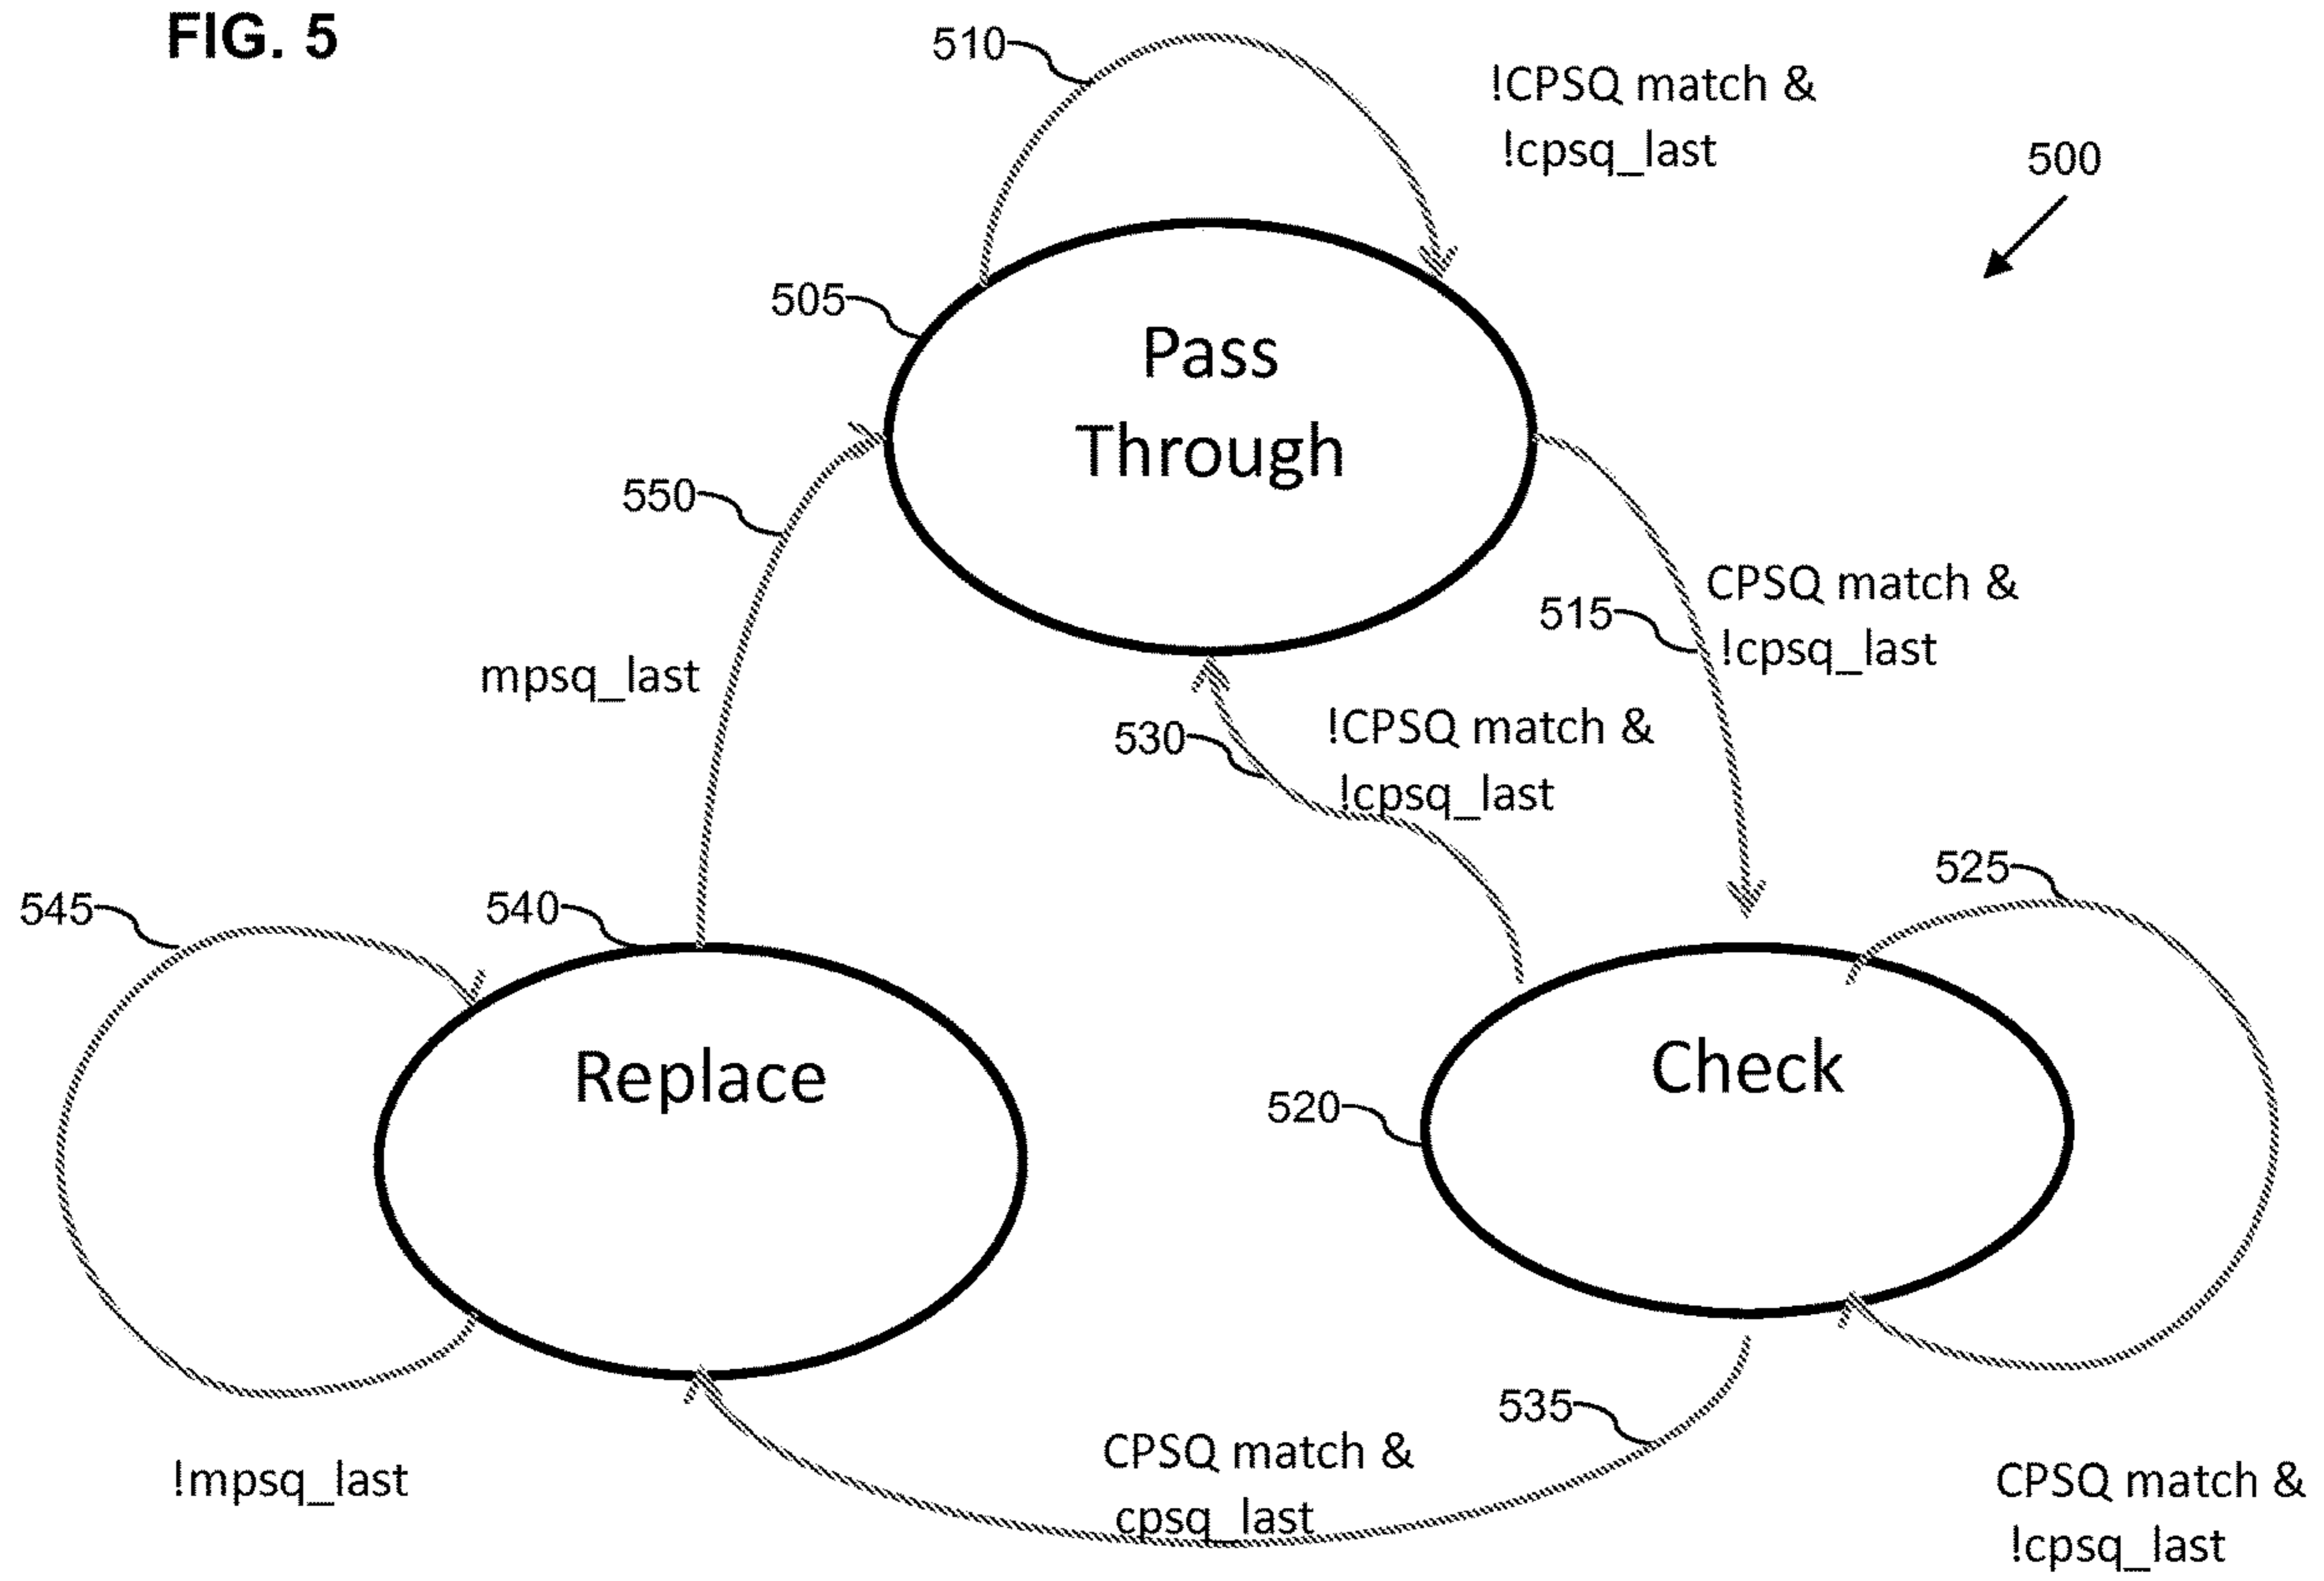 FIG. 5
510
!CPSQ match &
!cpsq_last
500
505
Pass
Through
550
CPSQ match &
515
!cpsq_last
mpsq_last
530
!CPSQ match &
!cpsq_last
525
545
540
Replace
Check
520
535
CPSQ match &
cpsq_last
!mpsq_last
CPSQ match &
!cpsq_last